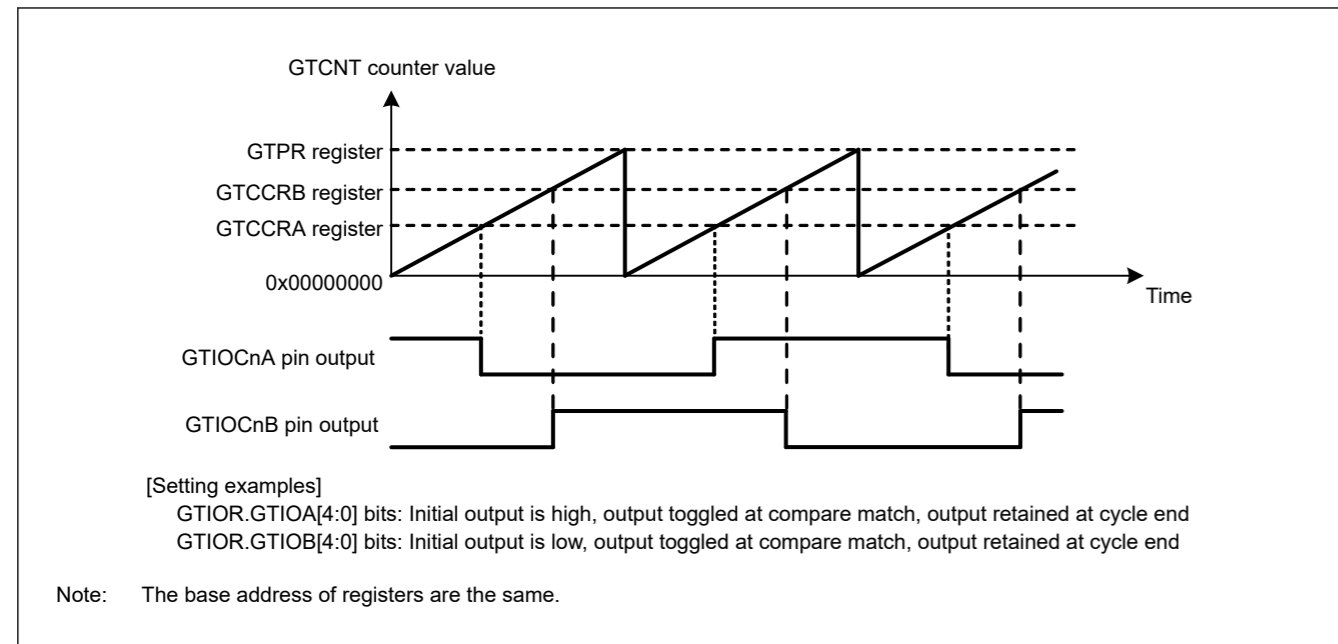 GTCNT counter value
GTPR register
GTCCRB register
GTCCRA register
0x00000000
Time
GTIOCnA pin output
GTIOCnB pin output
[Setting examples]
GTIOR.GTIOA[4:0] bits: Initial output is high, output toggled at compare match, output retained at cycle end
GTIOR.GTIOB[4:0] bits: Initial output is low, output toggled at compare match, output retained at cycle end
Note: The base address of registers are the same.